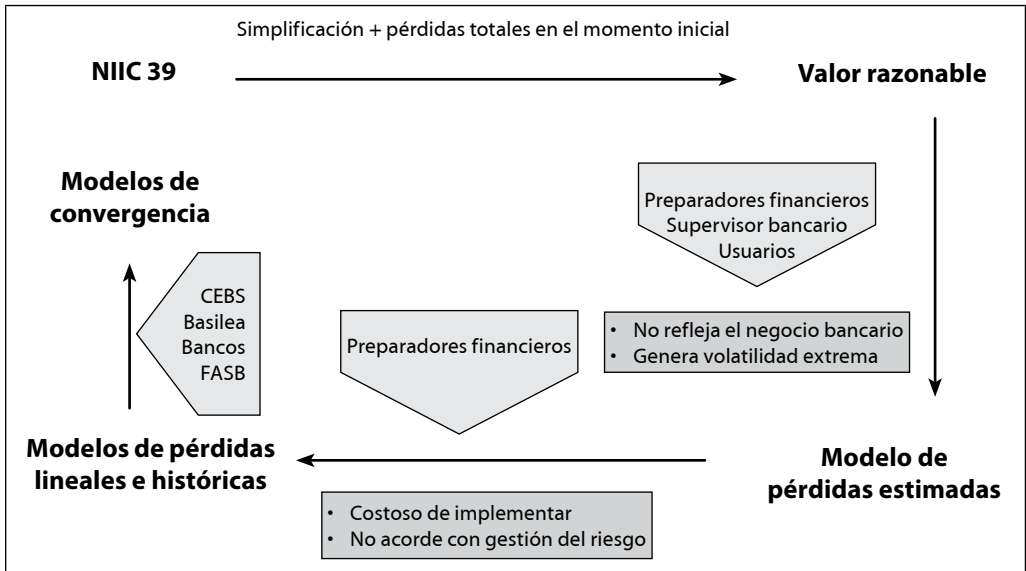 Simplificación + pérdidas totales en el momento inicial
NIIC 39
Valor razonable
Modelos de
convergencia
Preparadores financieros
Supervisor bancario
Usuarios
CEBS
Basilea
Bancos
FASB
Preparadores financieros
• No refleja el negocio bancario
• Genera volatilidad extrema
Modelos de pérdidas
lineales e históricas
Modelo de
pérdidas estimadas
• Costoso de implementar
• No acorde con gestión del riesgo